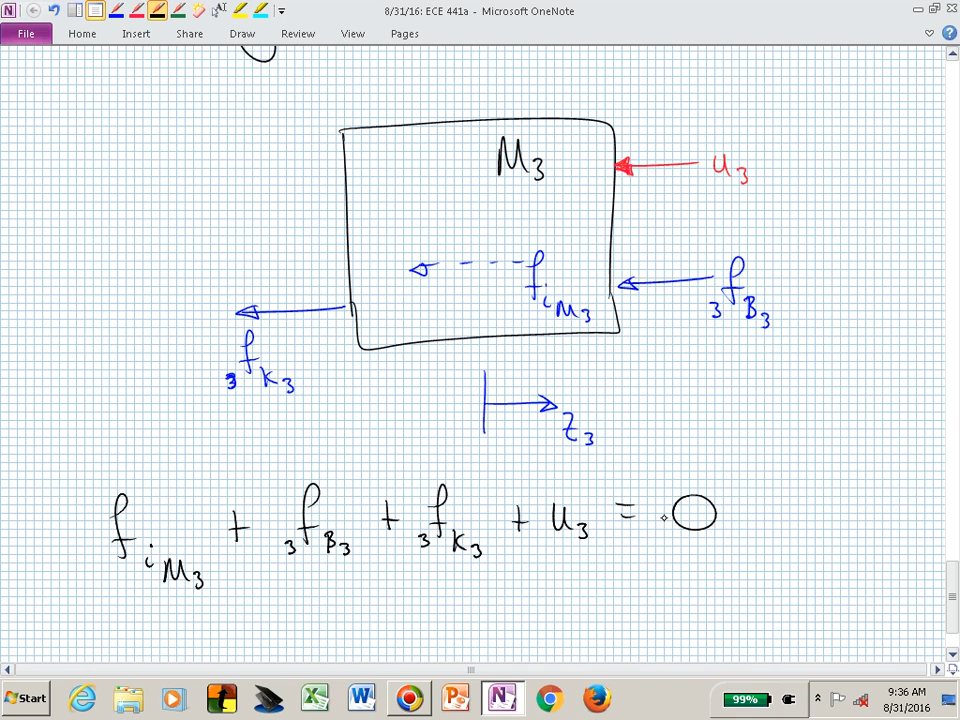 8/31/16: ECE 441a - Microsoft OneNote
File Home Insert Share Draw Review View Pages
M3
u3
fiM3
3fB3
3fK3
z3
fiM3 + 3fB3 + 3fK3 + u3 = 0
Start
99%
9:36 AM
8/31/2016